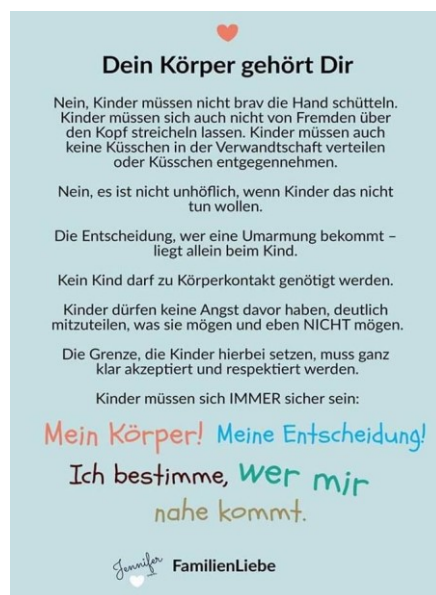 Dein Körper gehört Dir
Nein, Kinder müssen nicht brav die Hand schütteln.
Kinder müssen sich auch nicht von Fremden über
den Kopf streicheln lassen. Kinder müssen auch
keine Küsschen in der Verwandtschaft verteilen
oder Küsschen entgegennehmen.
Nein, es ist nicht unhöflich, wenn Kinder das nicht
tun wollen.
Die Entscheidung, wer eine Umarmung bekommt –
liegt allein beim Kind.
Kein Kind darf zu Körperkontakt genötigt werden.
Kinder dürfen keine Angst davor haben, deutlich
mitzuteilen, was sie mögen und eben NICHT mögen.
Die Grenze, die Kinder hierbei setzen, muss ganz
klar akzeptiert und respektiert werden.
Kinder müssen sich IMMER sicher sein:
Mein Körper! Meine Entscheidung!
Ich bestimme, wer mir
nahe kommt.
Jennifer FamilienLiebe